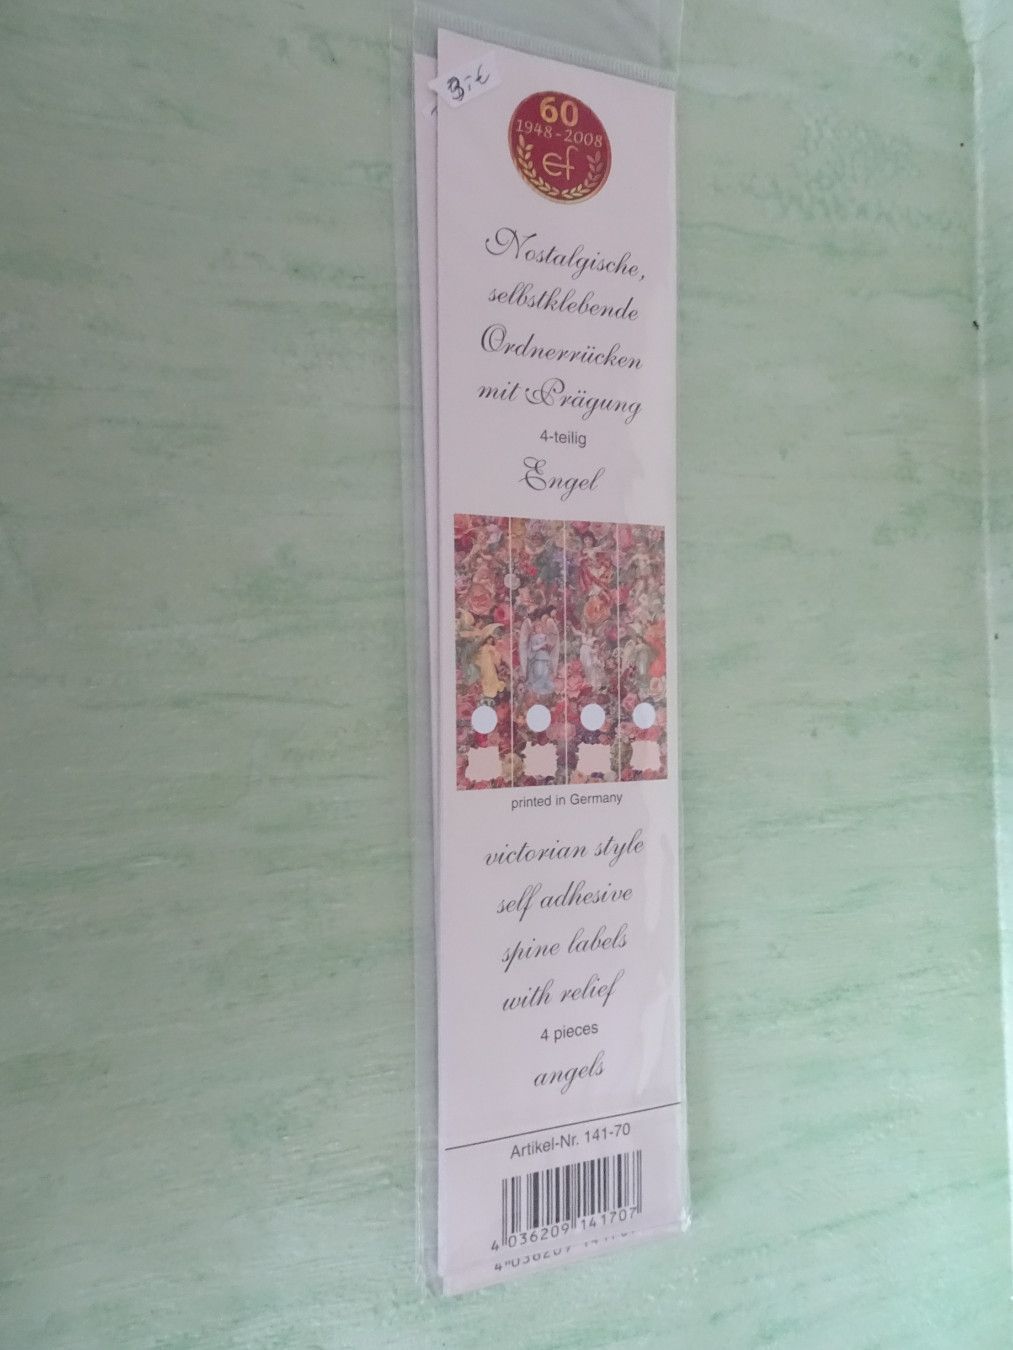 3,-€
60
1948-2008
ef
Nostalgische,
selbstklebende
Ordnerrücken
mit Prägung
4-teilig
Engel
printed in Germany
victorian style
self adhesive
spine labels
with relief
4 pieces
angels
Artikel-Nr. 141-70
4 036209 141707